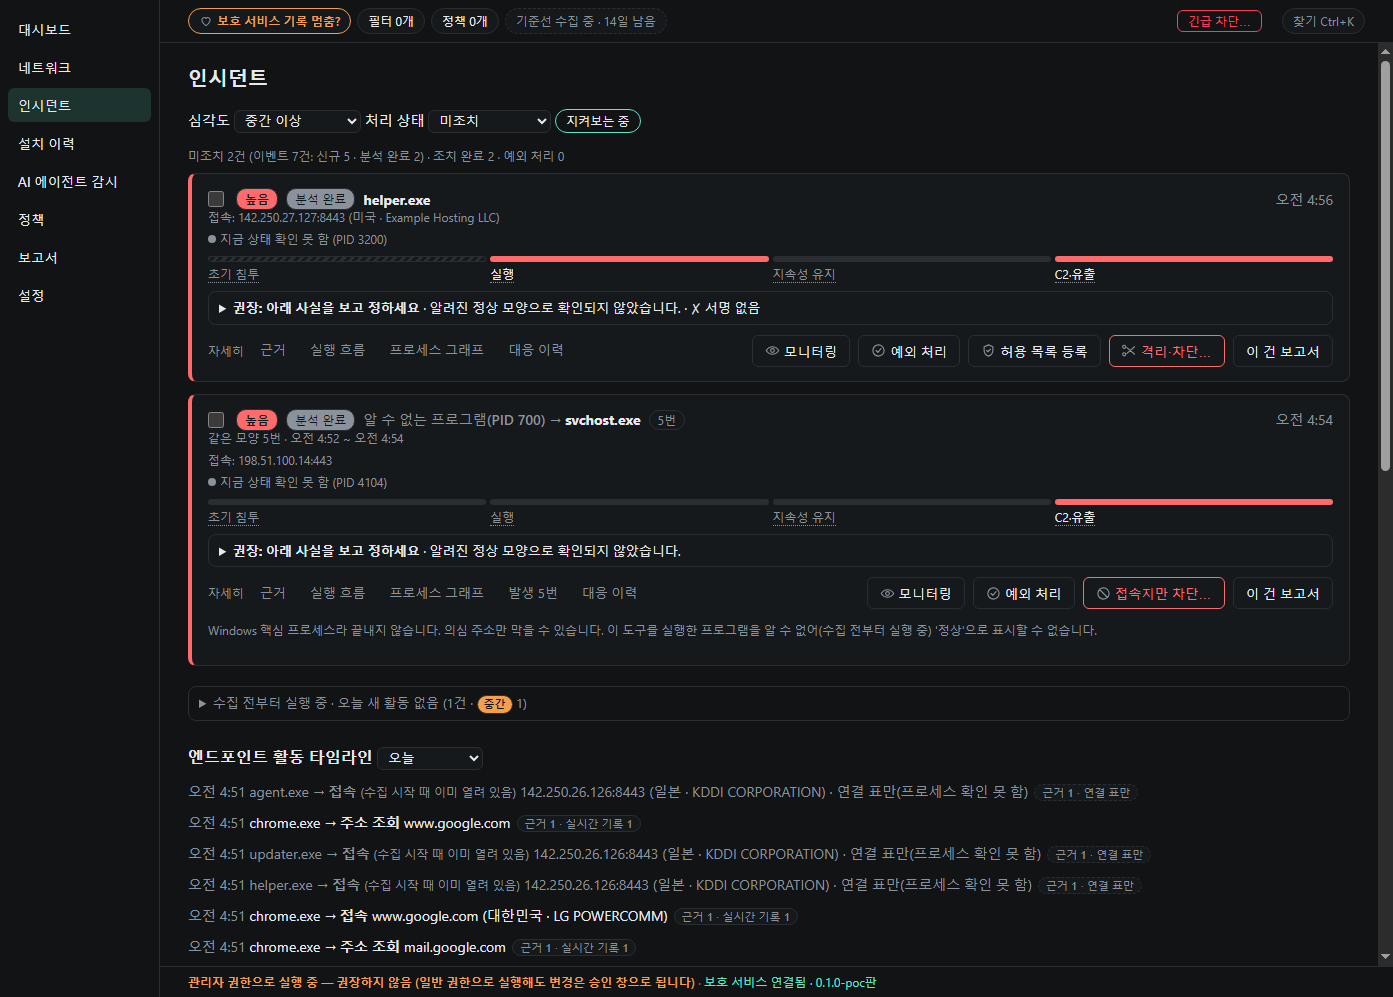 대시보드
네트워크
인시던트
설치 이력
AI 에이전트 감시
정책
보고서
설정
보호 서비스 기록 멈춤? 필터 0개 정책 0개 기준선 수집 중 · 14일 남음 긴급 차단... 찾기 Ctrl+K
인시던트
심각도 중간 이상 처리 상태 미조치 지켜보는 중
미조치 2건 (이벤트 7건: 신규 5 · 분석 완료 2) · 조치 완료 2 · 예외 처리 0
높음 분석 완료 helper.exe 오전 4:56
접속: 142.250.27.127:8443 (미국 · Example Hosting LLC)
지금 상태 확인 못 함 (PID 3200)
초기 침투 실행 지속성 유지 C2·유출
▶ 권장: 아래 사실을 보고 정하세요 · 알려진 정상 모양으로 확인되지 않았습니다. · ✗ 서명 없음
자세히 근거 실행 흐름 프로세스 그래프 대응 이력 모니터링 예외 처리 허용 목록 등록 격리·차단... 이 건 보고서
높음 분석 완료 알 수 없는 프로그램(PID 700) → svchost.exe 5번 오전 4:54
같은 모양 5번 · 오전 4:52 ~ 오전 4:54
접속: 198.51.100.14:443
지금 상태 확인 못 함 (PID 4104)
초기 침투 실행 지속성 유지 C2·유출
▶ 권장: 아래 사실을 보고 정하세요 · 알려진 정상 모양으로 확인되지 않았습니다.
자세히 근거 실행 흐름 프로세스 그래프 발생 5번 대응 이력 모니터링 예외 처리 접속지만 차단... 이 건 보고서
Windows 핵심 프로세스라 끝내지 않습니다. 의심 주소만 막을 수 있습니다. 이 도구를 실행한 프로그램을 알 수 없어(수집 전부터 실행 중) '정상'으로 표시할 수 없습니다.
▶ 수집 전부터 실행 중 · 오늘 새 활동 없음 (1건 · 중간 1)
엔드포인트 활동 타임라인 오늘
오전 4:51 agent.exe → 접속 (수집 시작 때 이미 열려 있음) 142.250.26.126:8443 (일본 · KDDI CORPORATION) · 연결 표만(프로세스 확인 못 함) 근거 1 · 연결 표만
오전 4:51 chrome.exe → 주소 조회 www.google.com 근거 1 · 실시간 기록 1
오전 4:51 updater.exe → 접속 (수집 시작 때 이미 열려 있음) 142.250.26.126:8443 (일본 · KDDI CORPORATION) · 연결 표만(프로세스 확인 못 함) 근거 1 · 연결 표만
오전 4:51 helper.exe → 접속 (수집 시작 때 이미 열려 있음) 142.250.26.126:8443 (일본 · KDDI CORPORATION) · 연결 표만(프로세스 확인 못 함) 근거 1 · 연결 표만
오전 4:51 chrome.exe → 접속 www.google.com (대한민국 · LG POWERCOMM) 근거 1 · 실시간 기록 1
오전 4:51 chrome.exe → 주소 조회 mail.google.com 근거 1 · 실시간 기록 1
관리자 권한으로 실행 중 — 권장하지 않음 (일반 권한으로 실행해도 변경은 승인 창으로 됩니다) · 보호 서비스 연결됨 · 0.1.0-poc판